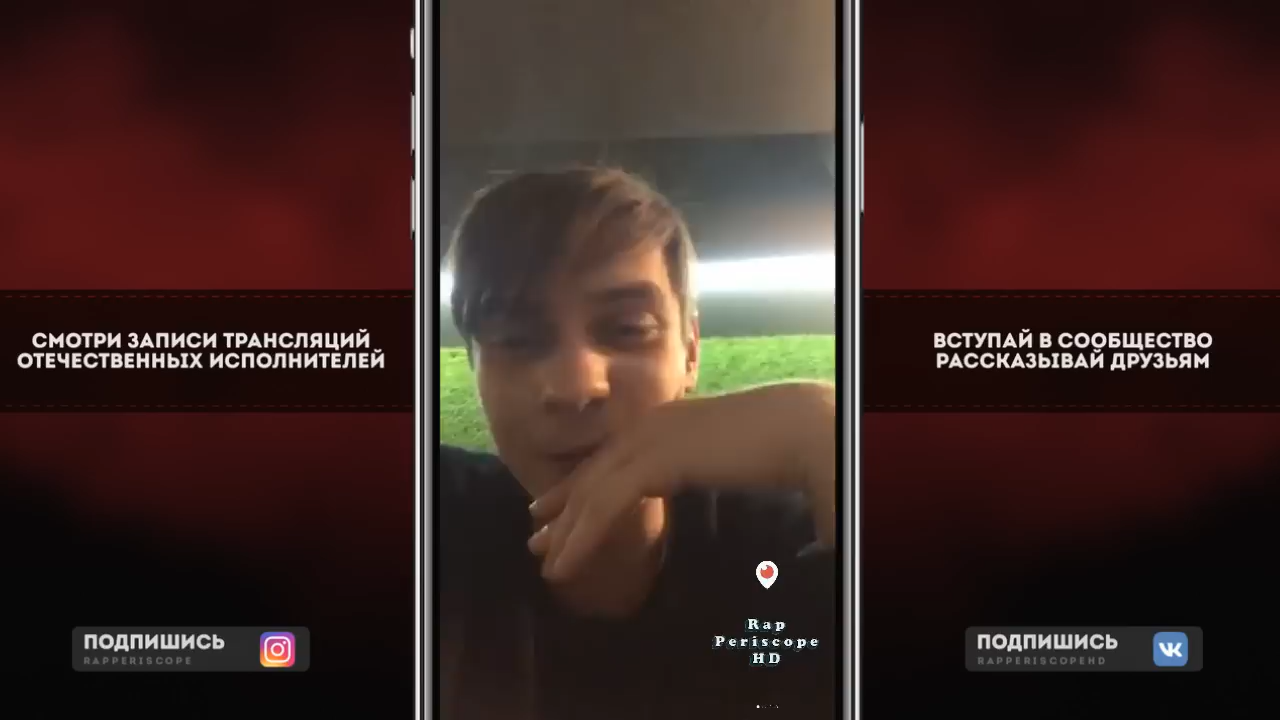 СМОТРИ ЗАПИСИ ТРАНСЛЯЦИЙ
ОТЕЧЕСТВЕННЫХ ИСПОЛНИТЕЛЕЙ
ВСТУПАЙ В СООБЩЕСТВО
РАССКАЗЫВАЙ ДРУЗЬЯМ
Rap
Periscope
HD
ПОДПИШИСЬ
RAPPERISCOPE
ПОДПИШИСЬ
RAPPERISCOPEHD